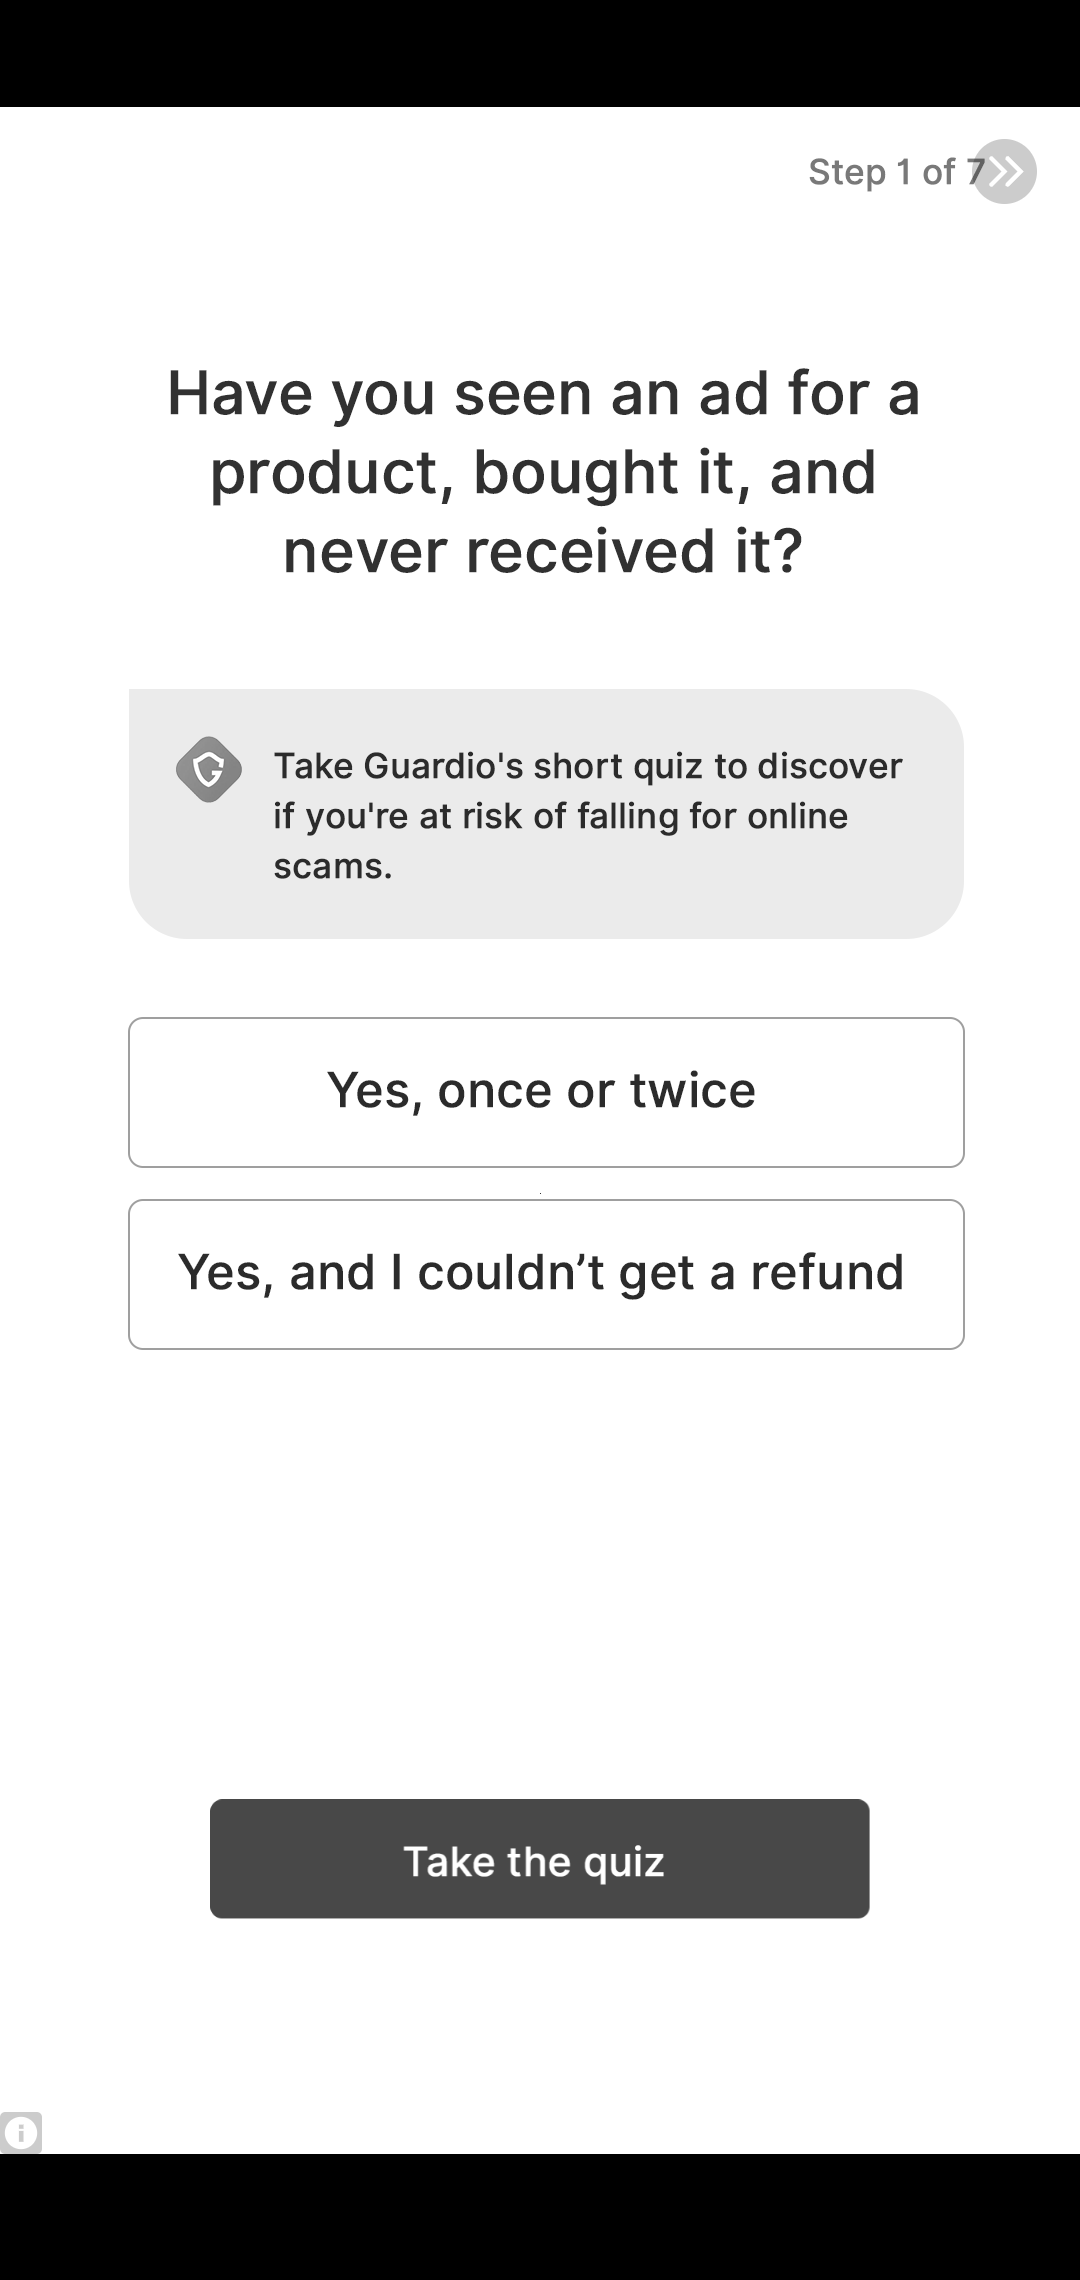 Step 1 of 7
Have you seen an ad for a
product, bought it, and
never received it?
Take Guardio's short quiz to discover
if you're at risk of falling for online
scams.
Yes, once or twice
Yes, and I couldn’t get a refund
Take the quiz